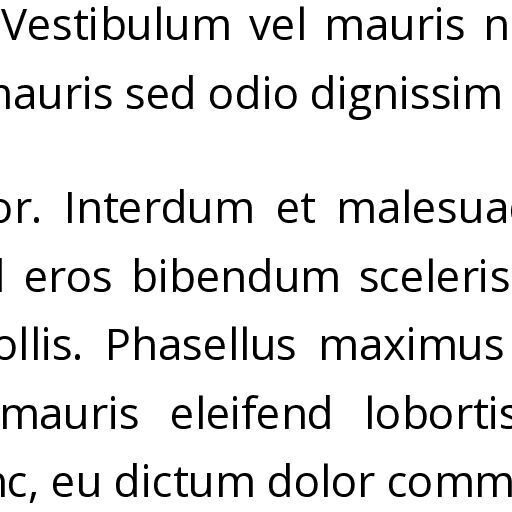 Vestibulum vel mauris n
mauris sed odio dignissim
or. Interdum et malesua
eros bibendum sceleris
ollis. Phasellus maximus
mauris eleifend lobortis
nc, eu dictum dolor comm